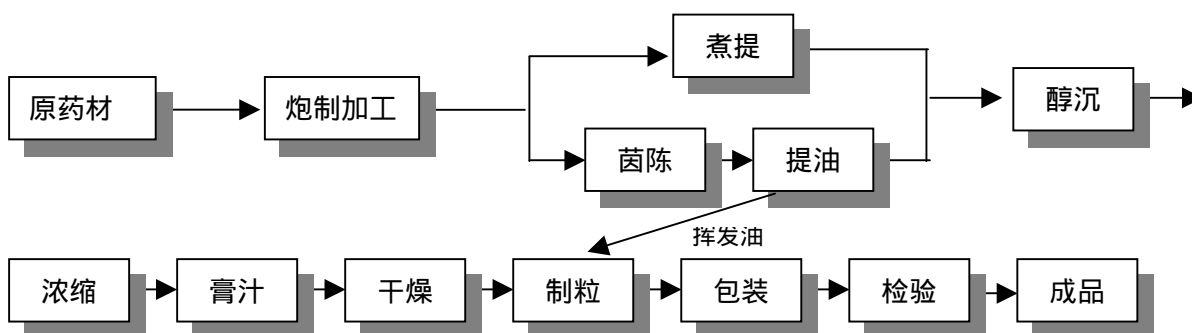 煮提
原药材
炮制加工
醇沉
茵陈
提油
挥发油
浓缩
膏汁
干燥
制粒
包装
检验
成品